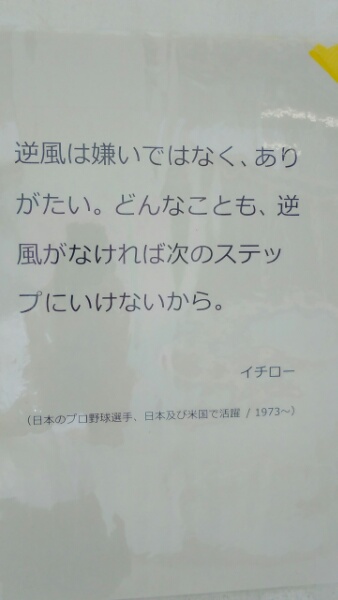 逆風は嫌いではなく、あり
がたい。どんなことも、逆
風がなければ次のステッ
プにいけないから。
イチロー
（日本のプロ野球選手、日本及び米国で活躍 / 1973～）